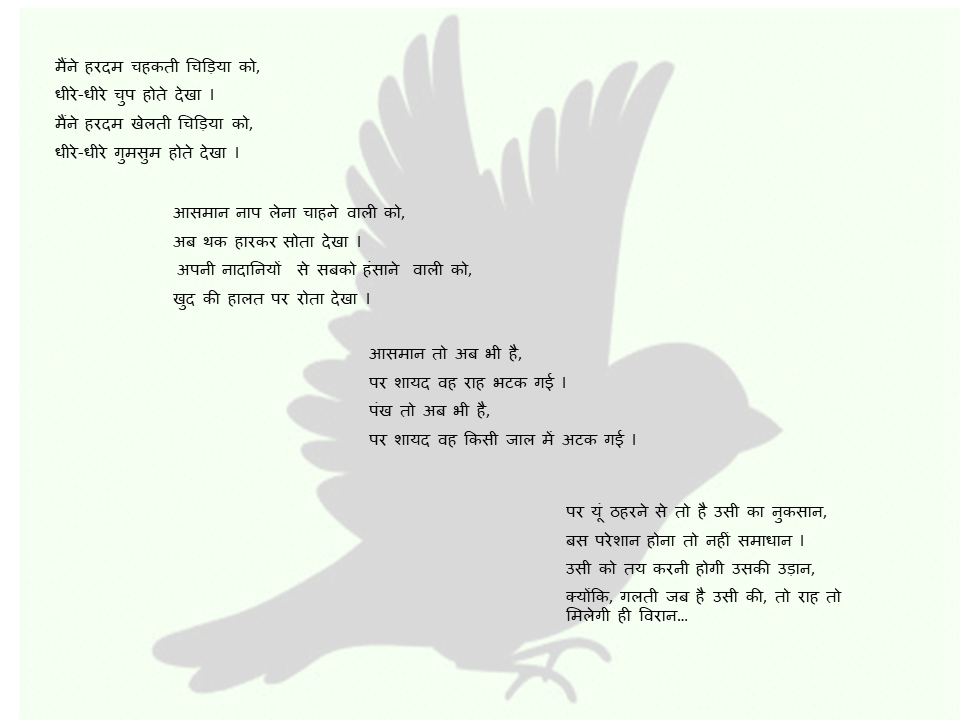 मैंने हरदम चहकती चिड़िया को,
धीरे-धीरे चुप होते देखा ।
मैंने हरदम खेलती चिड़िया को,
धीरे-धीरे गुमसुम होते देखा ।
आसमान नाप लेना चाहने वाली को,
अब थक हारकर सोता देखा ।
अपनी नादानियों से सबको हंसाने वाली को,
खुद की हालत पर रोता देखा ।
आसमान तो अब भी है,
पर शायद वह राह भटक गई ।
पंख तो अब भी है,
पर शायद वह किसी जाल में अटक गई ।
पर यूं ठहरने से तो है उसी का नुकसान,
बस परेशान होना तो नहीं समाधान ।
उसी को तय करनी होगी उसकी उड़ान,
क्योंकि, गलती जब है उसी की, तो राह तो
मिलेगी ही विरान...